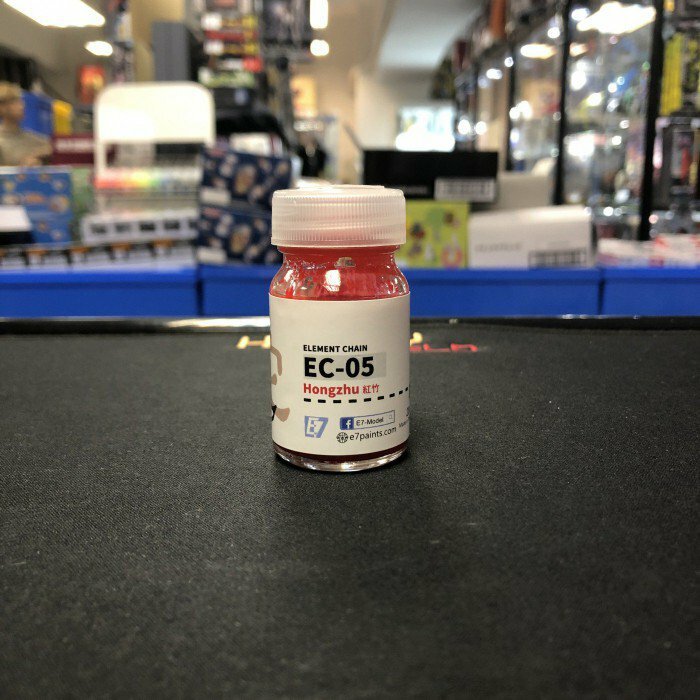 ELEMENT CHAIN
EC-05
Hongzhu 紅竹
E7
E7-Model
e7paints.com